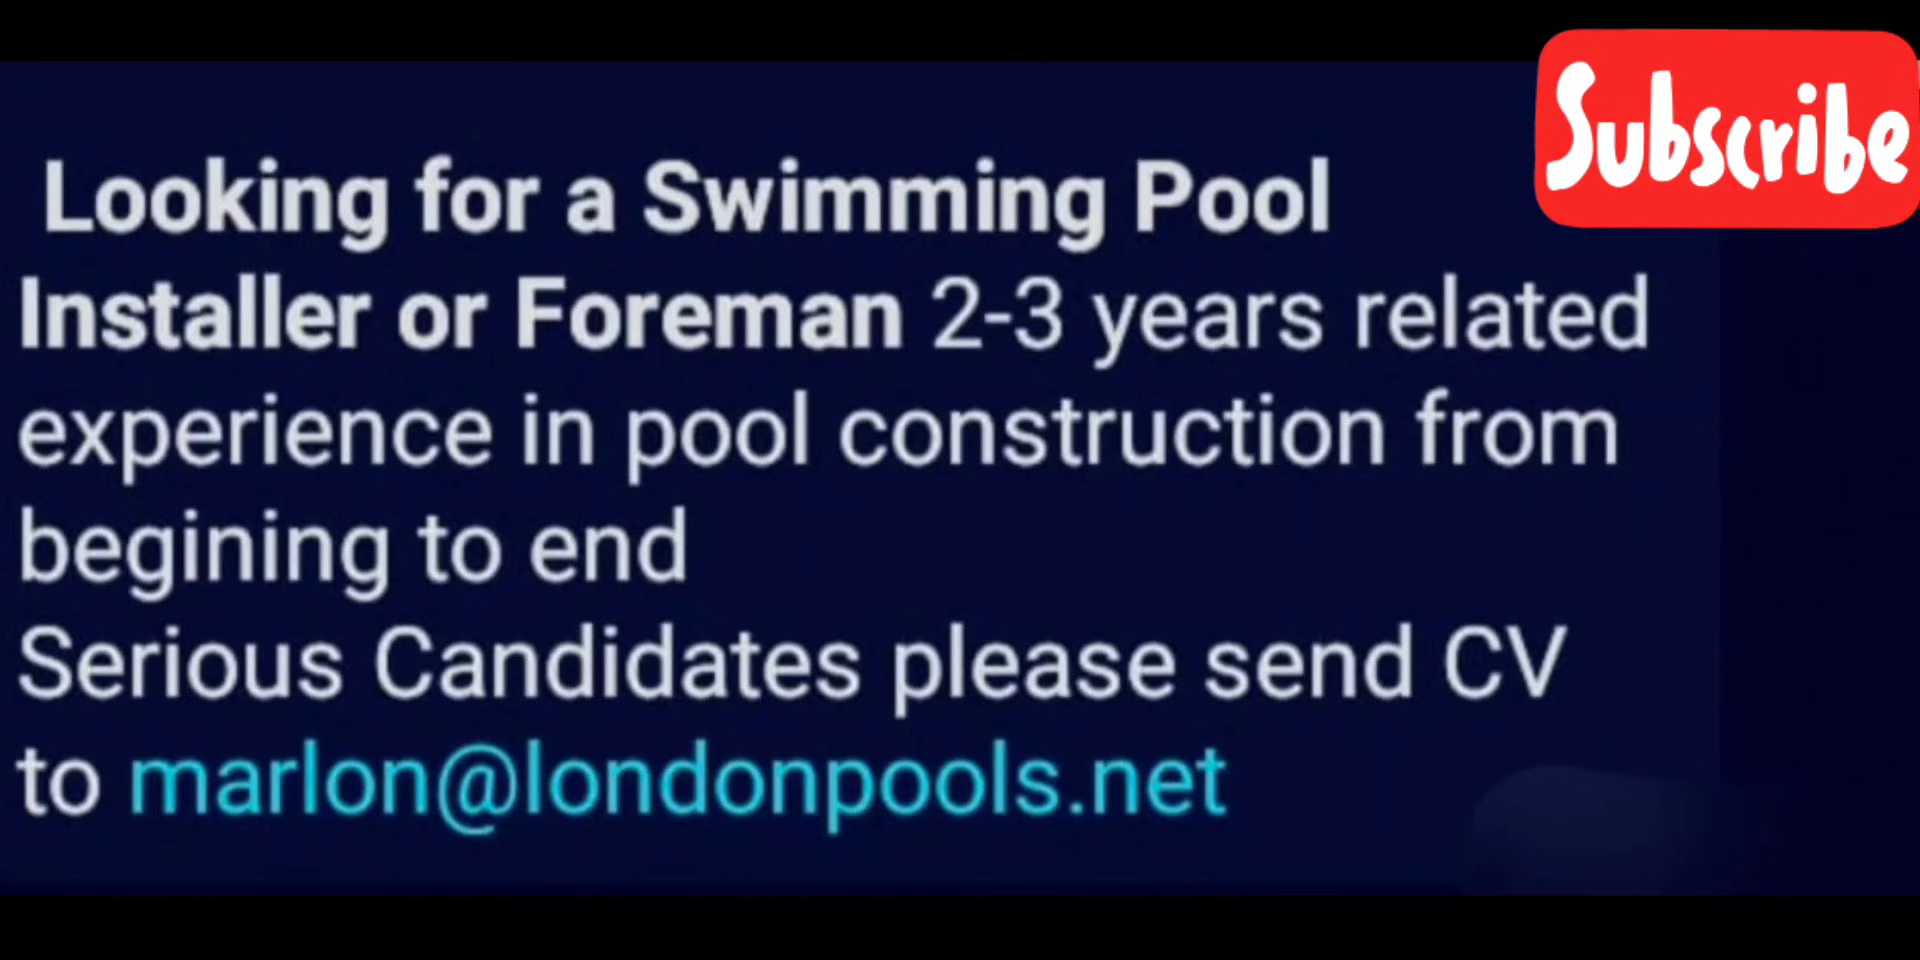 Subscribe
Looking for a Swimming Pool
Installer or Foreman 2-3 years related
experience in pool construction from
begining to end
Serious Candidates please send CV
to marlon@londonpools.net